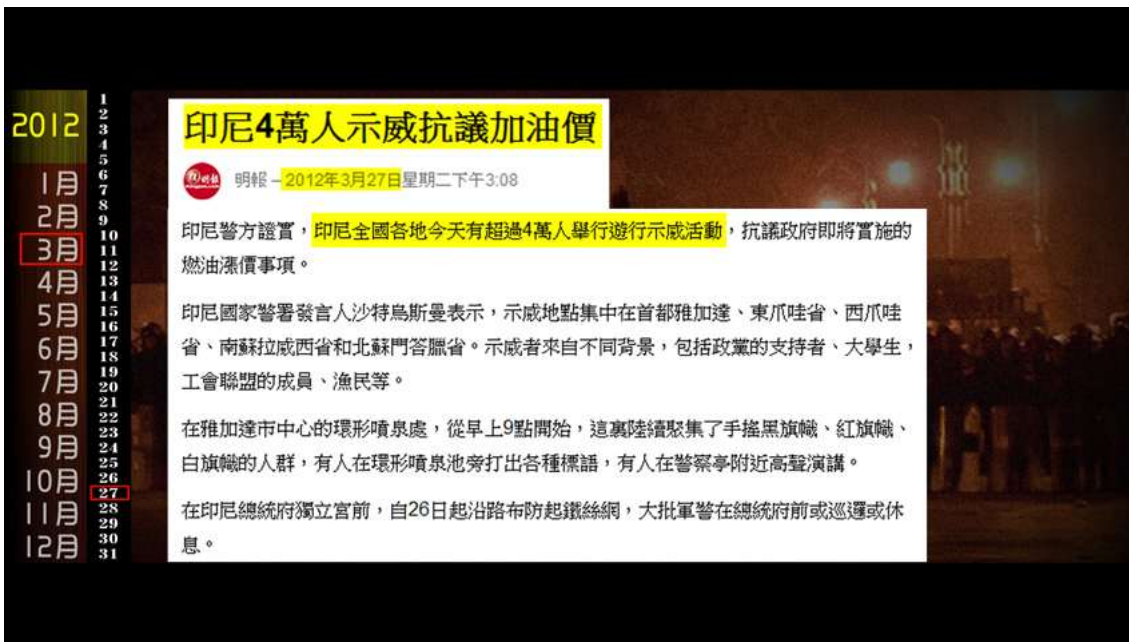 2012
1月
2月
3月
4月
5月
6月
7月
8月
9月
10月
11月
12月
1
2
3
4
5
6
7
8
9
10
11
12
13
14
15
16
17
18
19
20
21
22
23
24
25
26
27
28
29
30
31
印尼4萬人示威抗議加油價
明報 – 2012年3月27日星期二下午3:08
印尼警方證實，印尼全國各地今天有超過4萬人舉行遊行示威活動，抗議政府即將實施的
燃油漲價事項。
印尼國家警署發言人沙特烏斯曼表示，示威地點集中在首都雅加達、東爪哇省、西爪哇
省、南蘇拉威西省和北蘇門答臘省。示威者來自不同背景，包括政黨的支持者、大學生，
工會聯盟的成員、漁民等。
在雅加達市中心的環形噴泉處，從早上9點開始，這裏陸續聚集了手搖黑旗幟、紅旗幟、
白旗幟的人群，有人在環形噴泉池旁打出各種標語，有人在警察亭附近高聲演講。
在印尼總統府獨立宮前，自26日起沿路布防起鐵絲網，大批軍警在總統府前或巡邏或休
息。